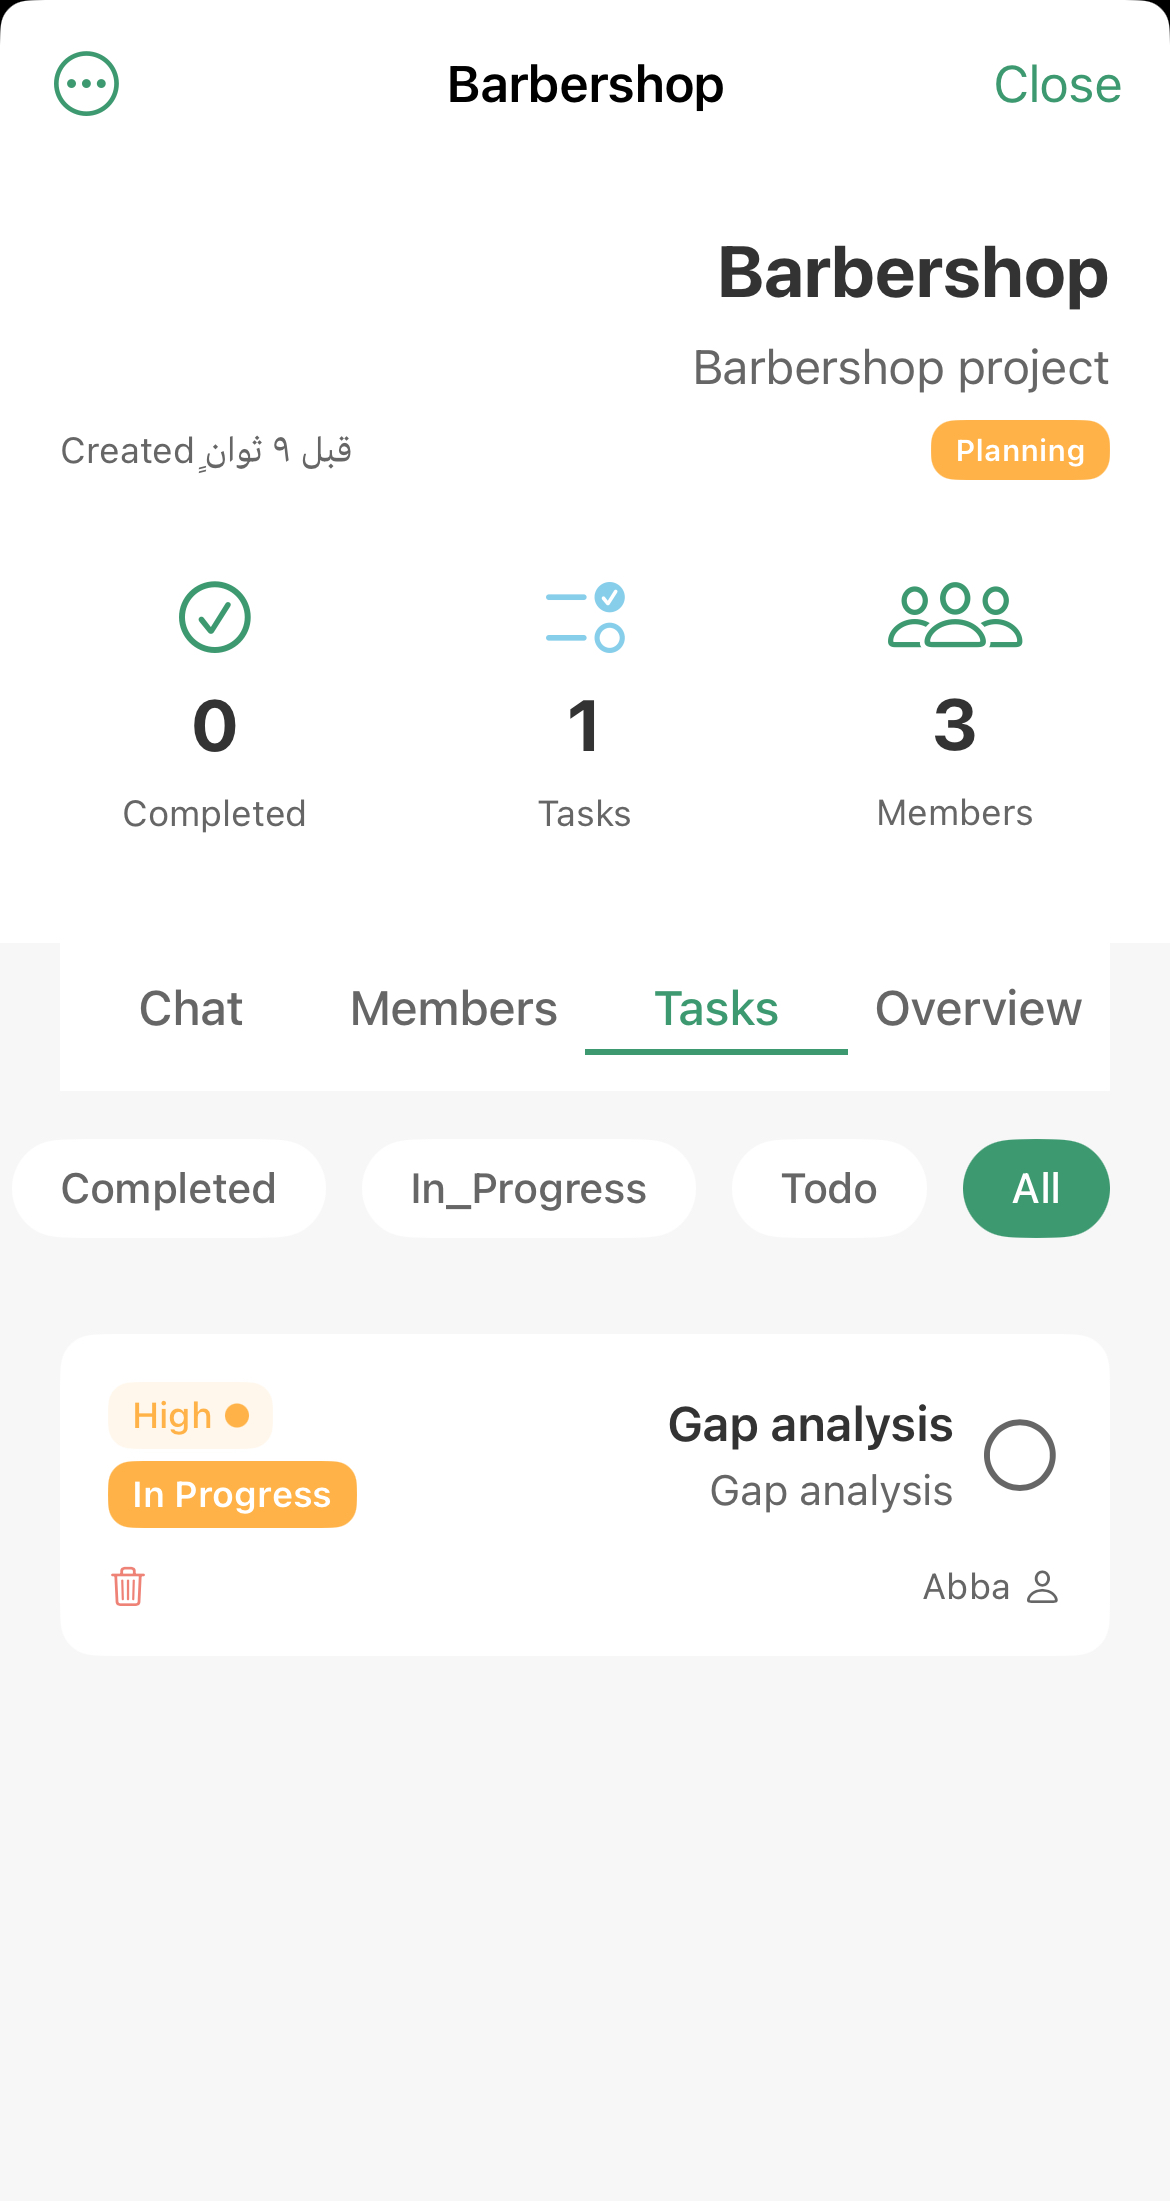 Barbershop
Close
Barbershop
Barbershop project
Created قبل ٩ ثوانٍ
Planning
0
1
3
Completed
Tasks
Members
Chat
Members
Tasks
Overview
Completed
In_Progress
Todo
All
High
In Progress
Gap analysis
Gap analysis
Abba